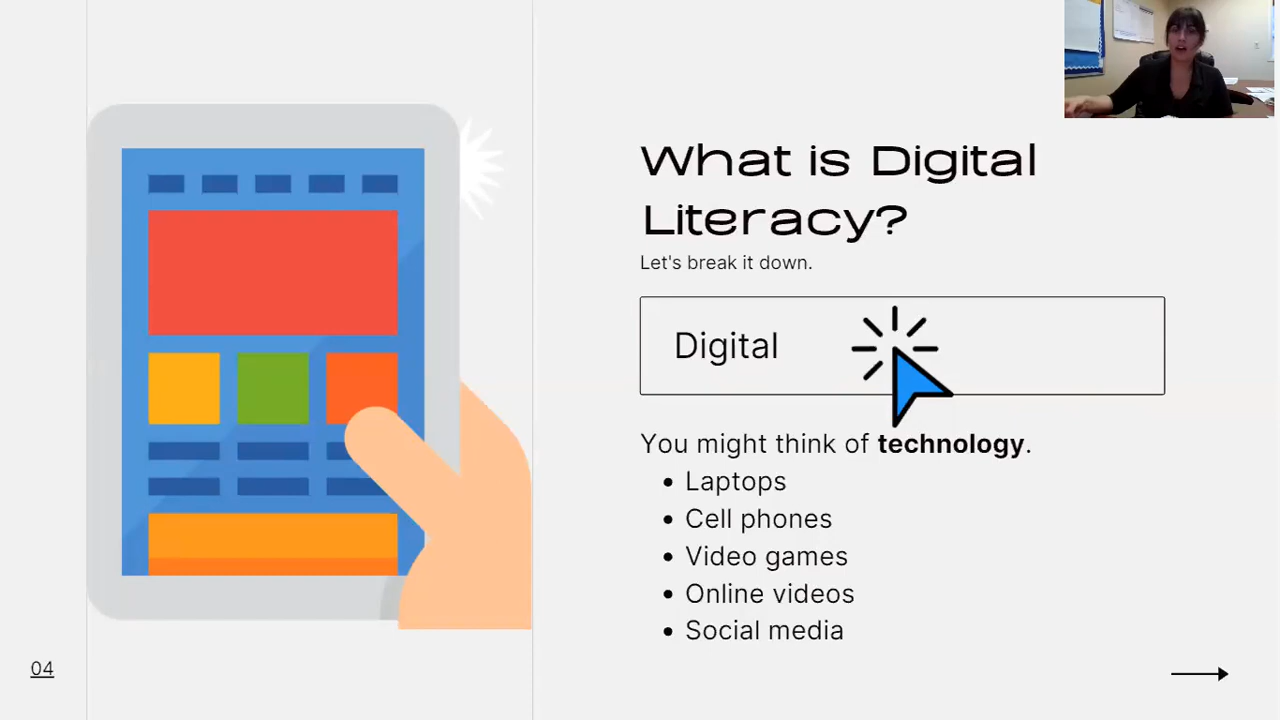 What is Digital
Literacy?
Let's break it down.
Digital
You might think of technology.
• Laptops
• Cell phones
• Video games
• Online videos
• Social media
04